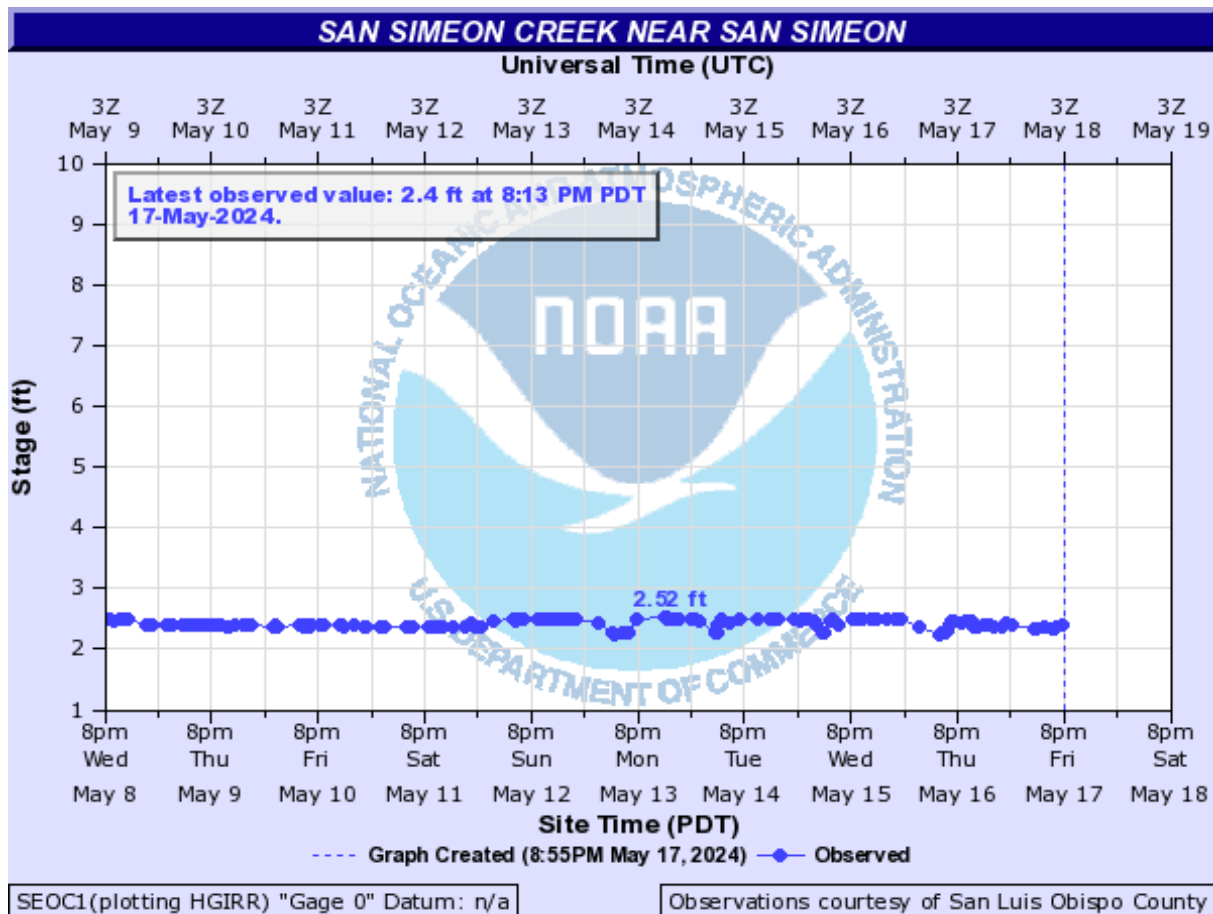 SAN SIMEON CREEK NEAR SAN SIMEON
Universal Time (UTC)
3Z 3Z 3Z 3Z 3Z 3Z 3Z 3Z 3Z 3Z 3Z
May 9 May 10 May 11 May 12 May 13 May 14 May 15 May 16 May 17 May 18 May 19
Latest observed value: 2.4 ft at 8:13 PM PDT
17-May-2024.
NATIONAL OCEANIC AND ATMOSPHERIC ADMINISTRATION
NOAA
U.S. DEPARTMENT OF COMMERCE
Stage (ft)
10
9
8
7
6
5
4
3
2
1
2.52 ft
8pm 8pm 8pm 8pm 8pm 8pm 8pm 8pm 8pm 8pm 8pm
Wed Thu Fri Sat Sun Mon Tue Wed Thu Fri Sat
May 8 May 9 May 10 May 11 May 12 May 13 May 14 May 15 May 16 May 17 May 18
Site Time (PDT)
Graph Created (8:55PM May 17, 2024) Observed
SEOC1(plotting HGIRR) "Gage 0" Datum: n/a
Observations courtesy of San Luis Obispo County